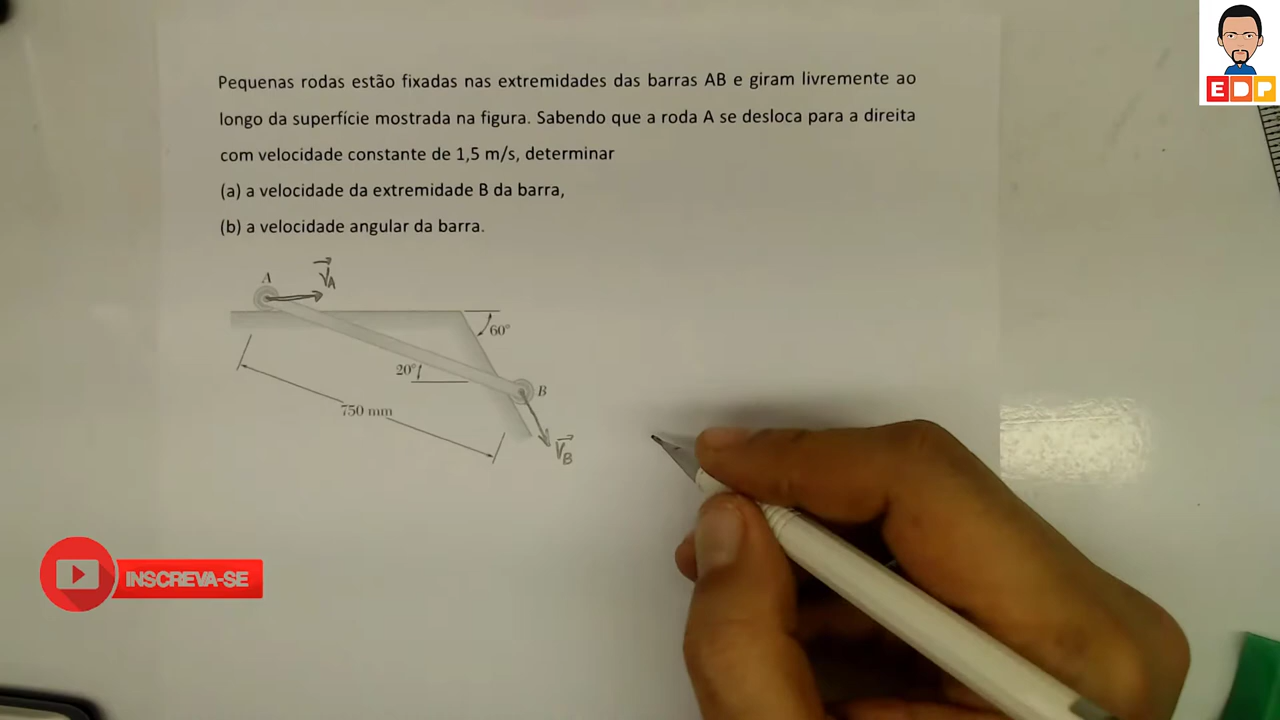 EDP
Pequenas rodas estão fixadas nas extremidades das barras AB e giram livremente ao
longo da superfície mostrada na figura. Sabendo que a roda A se desloca para a direita
com velocidade constante de 1,5 m/s, determinar
(a) a velocidade da extremidade B da barra,
(b) a velocidade angular da barra.
A
V⃗A
60°
20°
B
750 mm
V⃗B
INSCREVA-SE